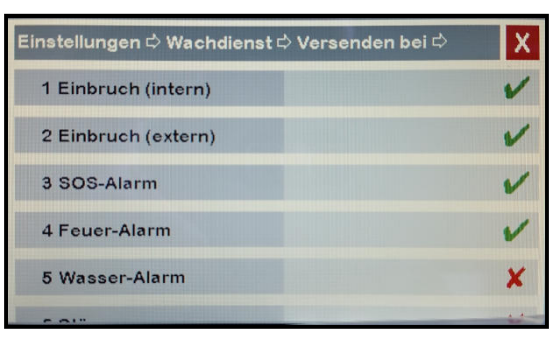 Einstellungen ⇨ Wachdienst ⇨ Versenden bei ⇨ X
1 Einbruch (intern)
2 Einbruch (extern)
3 SOS-Alarm
4 Feuer-Alarm
5 Wasser-Alarm